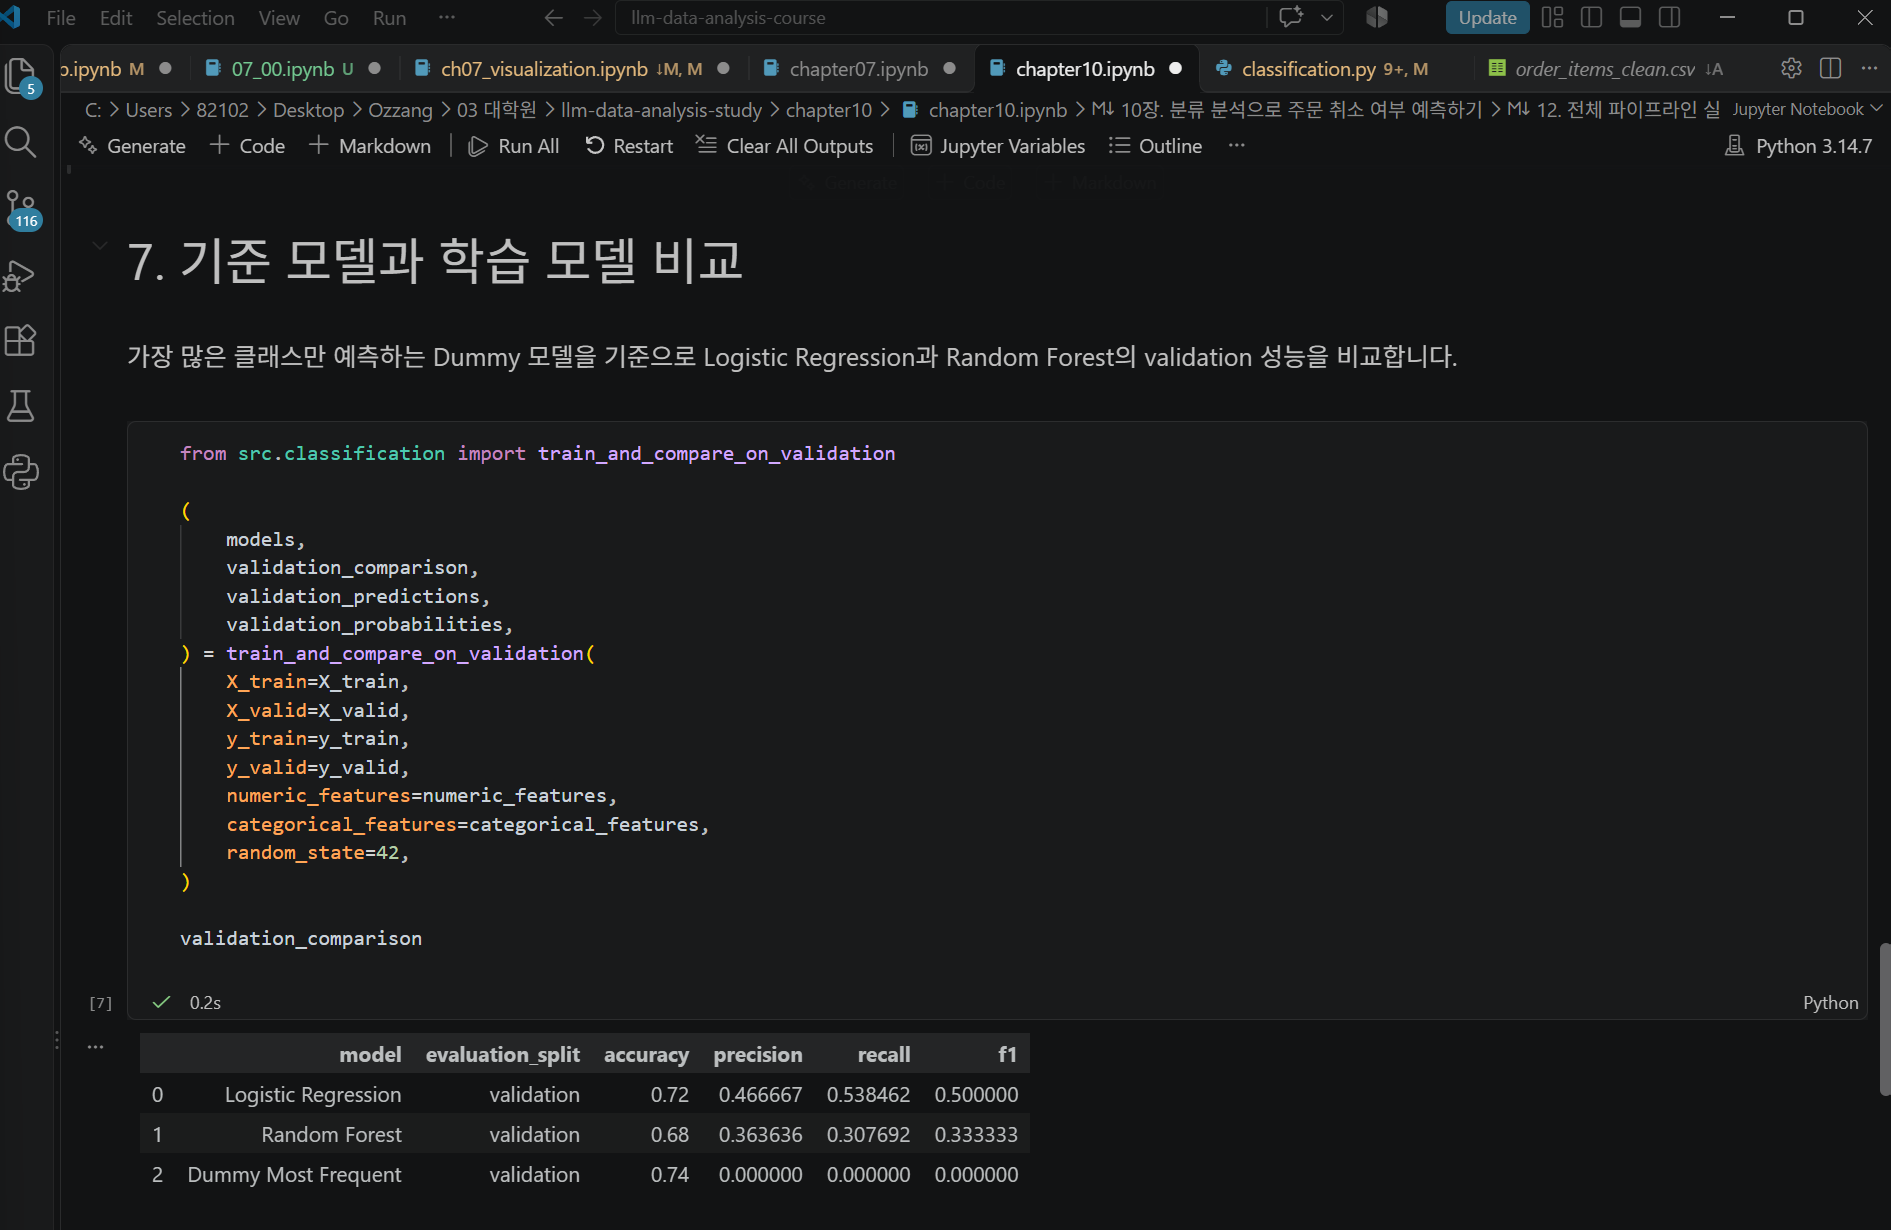 File Edit Selection View Go Run ··· llm-data-analysis-course Update
p.ipynb M 07_00.ipynb U ch07_visualization.ipynb ↓M, M chapter07.ipynb chapter10.ipynb classification.py 9+, M order_items_clean.csv ↓A ···
5
C: > Users > 82102 > Desktop > Ozzang > 03 대학원 > llm-data-analysis-study > chapter10 > chapter10.ipynb > M↓ 10장. 분류 분석으로 주문 취소 여부 예측하기 > M↓ 12. 전체 파이프라인 실 Jupyter Notebook
Generate + Code + Markdown Run All Restart Clear All Outputs Jupyter Variables Outline ··· Python 3.14.7
Generate + Code + Markdown
116
7. 기준 모델과 학습 모델 비교
가장 많은 클래스만 예측하는 Dummy 모델을 기준으로 Logistic Regression과 Random Forest의 validation 성능을 비교합니다.
from src.classification import train_and_compare_on_validation
(
models,
validation_comparison,
validation_predictions,
validation_probabilities,
) = train_and_compare_on_validation(
X_train=X_train,
X_valid=X_valid,
y_train=y_train,
y_valid=y_valid,
numeric_features=numeric_features,
categorical_features=categorical_features,
random_state=42,
)
validation_comparison
[7] 0.2s Python
···
model evaluation_split accuracy precision recall f1
0 Logistic Regression validation 0.72 0.466667 0.538462 0.500000
1 Random Forest validation 0.68 0.363636 0.307692 0.333333
2 Dummy Most Frequent validation 0.74 0.000000 0.000000 0.000000